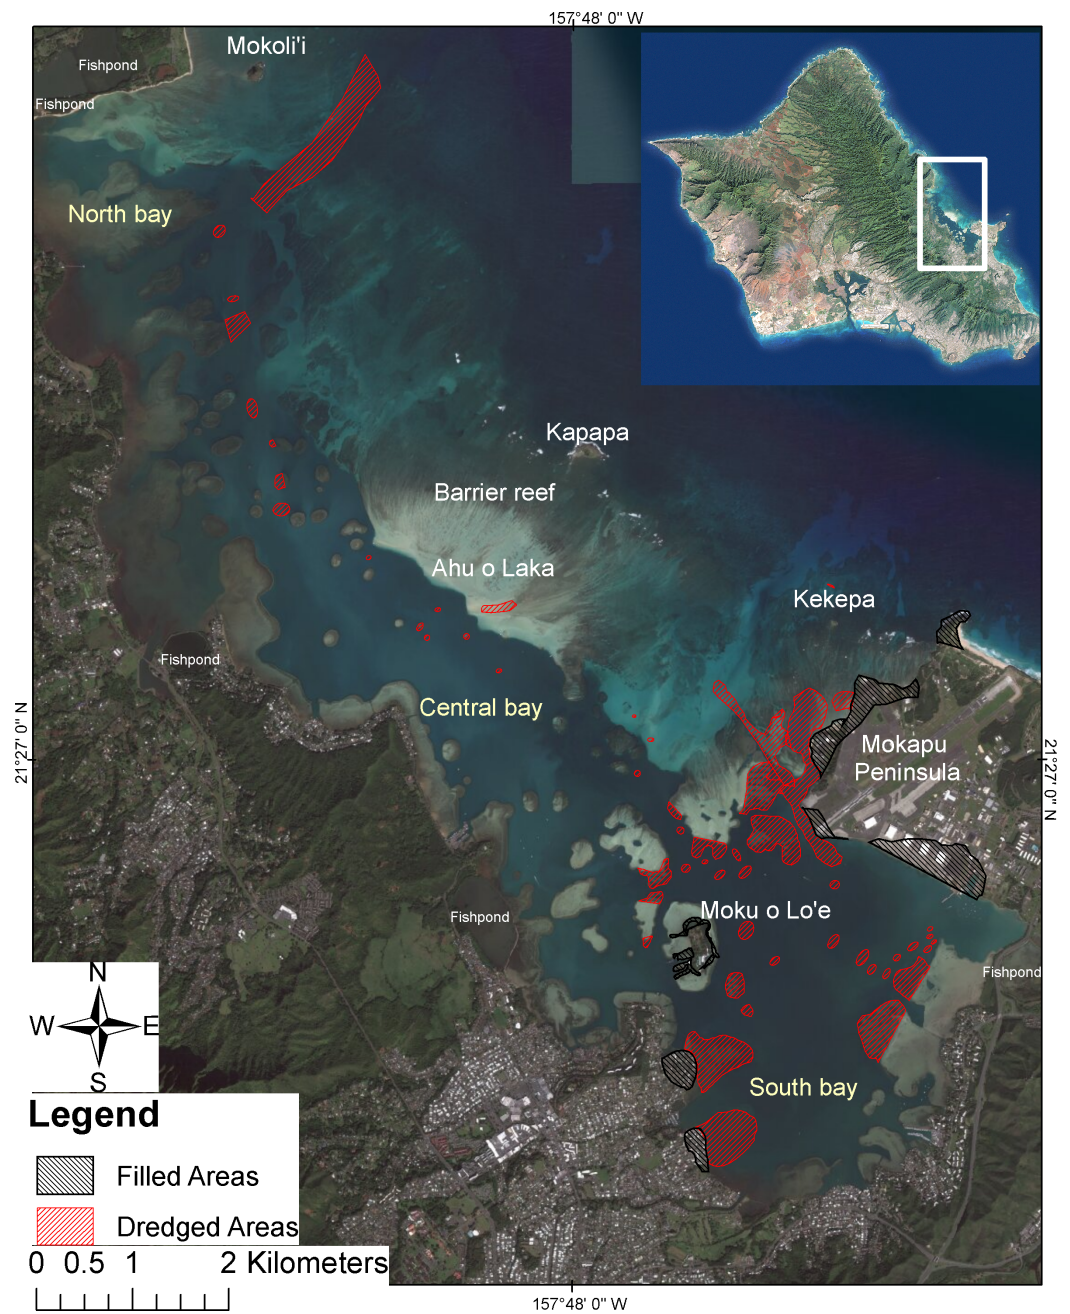 157°48' 0" W
Mokoli'i
Fishpond
Fishpond
North bay
Kapapa
Barrier reef
Ahu o Laka
Kekepa
Fishpond
Central bay
21°27' 0" N
21°27' 0" N
Mokapu
Peninsula
Moku o Lo'e
Fishpond
Fishpond
N
W E
S
South bay
Legend
Filled Areas
Dredged Areas
0 0.5 1 2 Kilometers
157°48' 0" W